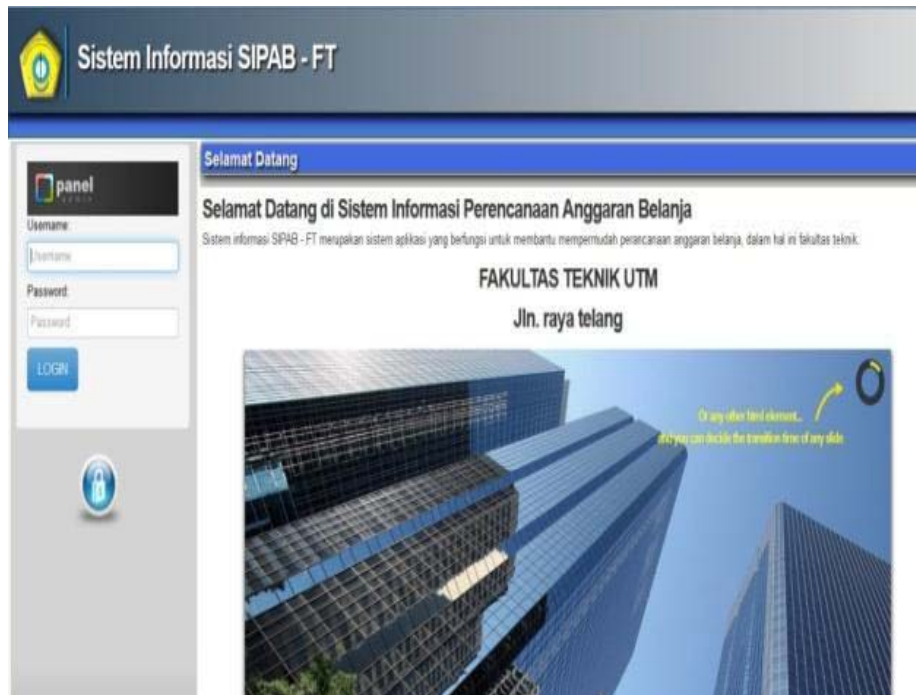 Sistem Informasi SIPAB - FT
panel
Username:
Username
Password:
Password
LOGIN
Selamat Datang
Selamat Datang di Sistem Informasi Perencanaan Anggaran Belanja
Sistem informasi SIPAB - FT merupakan sistem aplikasi yang berfungsi untuk membantu mempermudah perancanaan anggaran belanja, dalam hal ini fakultas teknik.
FAKULTAS TEKNIK UTM
Jln. raya telang
Or any other html element...
and you can decide the transition time of any slide